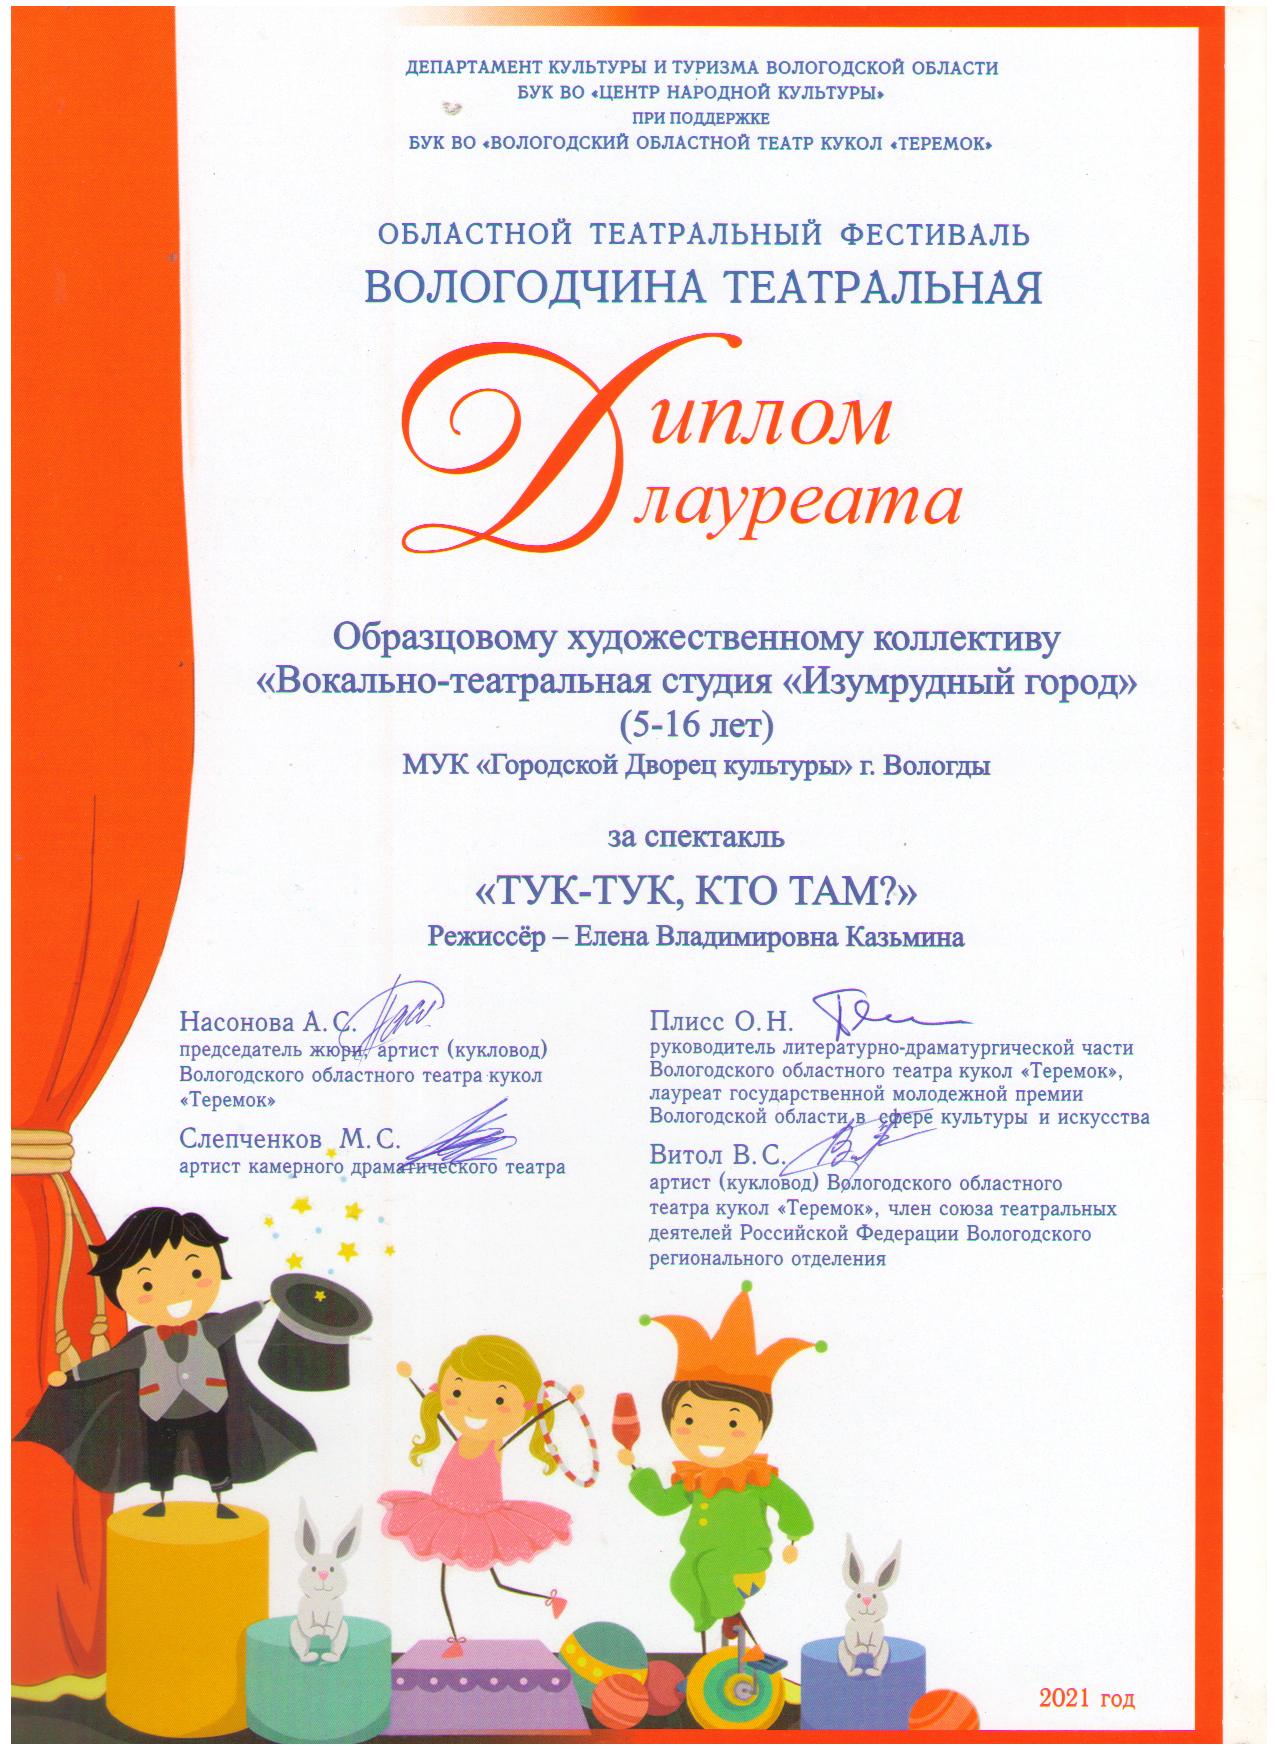 ДЕПАРТАМЕНТ КУЛЬТУРЫ И ТУРИЗМА ВОЛОГОДСКОЙ ОБЛАСТИ
БУК ВО «ЦЕНТР НАРОДНОЙ КУЛЬТУРЫ»
ПРИ ПОДДЕРЖКЕ
БУК ВО «ВОЛОГОДСКИЙ ОБЛАСТНОЙ ТЕАТР КУКОЛ «ТЕРЕМОК»
ОБЛАСТНОЙ ТЕАТРАЛЬНЫЙ ФЕСТИВАЛЬ
ВОЛОГОДЧИНА ТЕАТРАЛЬНАЯ
Диплом
лауреата
Образцовому художественному коллективу
«Вокально-театральная студия «Изумрудный город»
(5-16 лет)
МУК «Городской Дворец культуры» г. Вологды
за спектакль
«ТУК-ТУК, КТО ТАМ?»
Режиссёр – Елена Владимировна Казьмина
Насонова А. С.
председатель жюри, артист (кукловод)
Вологодского областного театра кукол
«Теремок»
Слепченков М. С.
артист камерного драматического театра
Плисс О. Н.
руководитель литературно-драматургической части
Вологодского областного театра кукол «Теремок»,
лауреат государственной молодежной премии
Вологодской области в сфере культуры и искусства
Витол В. С.
артист (кукловод) Вологодского областного
театра кукол «Теремок», член союза театральных
деятелей Российской Федерации Вологодского
регионального отделения
2021 год